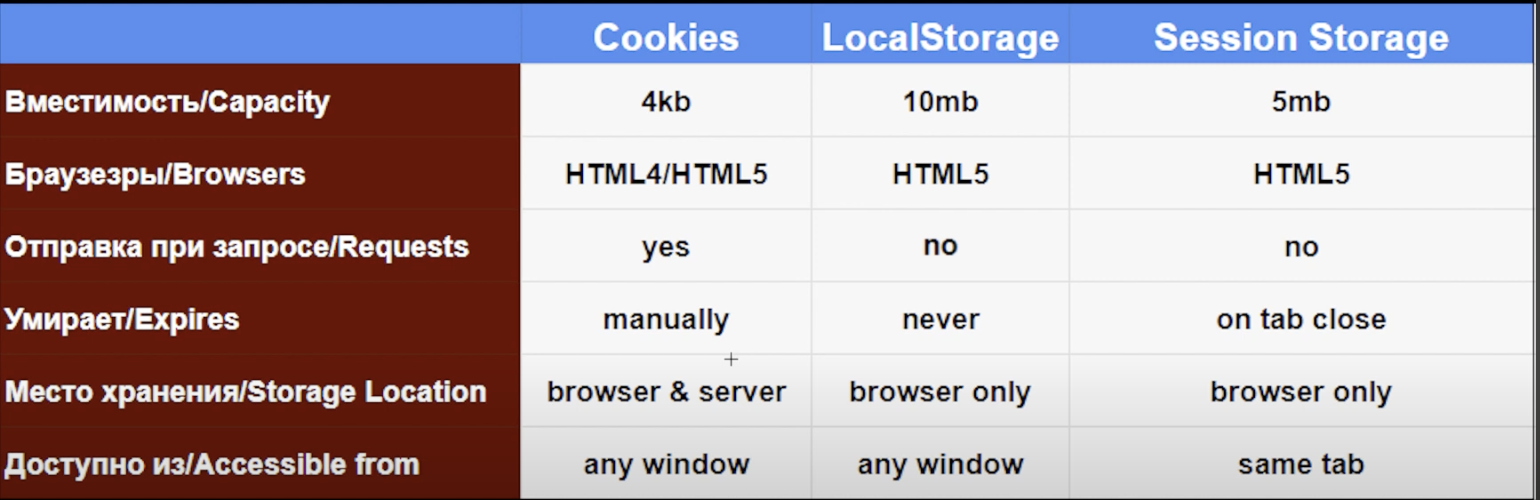 Cookies LocalStorage Session Storage
Вместимость/Capacity 4kb 10mb 5mb
Браузезры/Browsers HTML4/HTML5 HTML5 HTML5
Отправка при запросе/Requests yes no no
Умирает/Expires manually never on tab close
Место хранения/Storage Location browser & server browser only browser only
Доступно из/Accessible from any window any window same tab